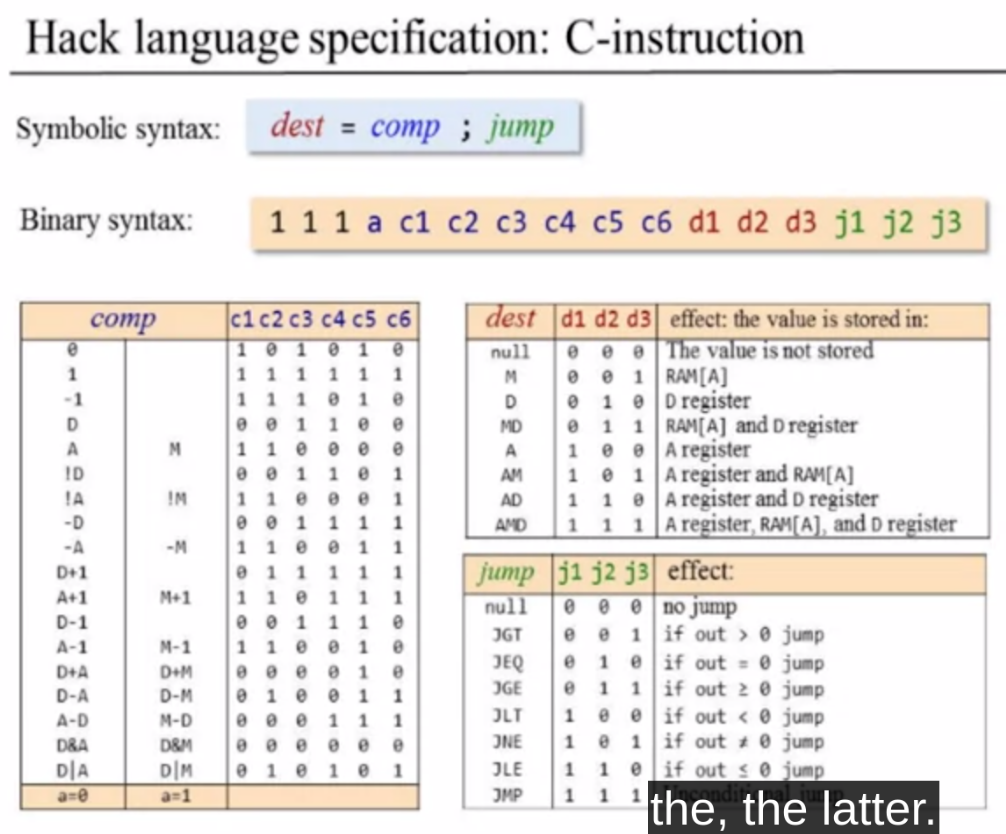 Hack language specification: C-instruction
Symbolic syntax: dest = comp ; jump
Binary syntax: 1 1 1 a c1 c2 c3 c4 c5 c6 d1 d2 d3 j1 j2 j3
comp c1 c2 c3 c4 c5 c6
0 1 0 1 0 1 0
1 1 1 1 1 1 1
-1 1 1 1 0 1 0
D 0 0 1 1 0 0
A M 1 1 0 0 0 0
!D 0 0 1 1 0 1
!A !M 1 1 0 0 0 1
-D 0 0 1 1 1 1
-A -M 1 1 0 0 1 1
D+1 0 1 1 1 1 1
A+1 M+1 1 1 0 1 1 1
D-1 0 0 1 1 1 0
A-1 M-1 1 1 0 0 1 0
D+A D+M 0 0 0 0 1 0
D-A D-M 0 1 0 0 1 1
A-D M-D 0 0 0 1 1 1
D&A D&M 0 0 0 0 0 0
D|A D|M 0 1 0 1 0 1
a=0 a=1
dest d1 d2 d3 effect: the value is stored in:
null 0 0 0 The value is not stored
M 0 0 1 RAM[A]
D 0 1 0 D register
MD 0 1 1 RAM[A] and D register
A 1 0 0 A register
AM 1 0 1 A register and RAM[A]
AD 1 1 0 A register and D register
AMD 1 1 1 A register, RAM[A], and D register
jump j1 j2 j3 effect:
null 0 0 0 no jump
JGT 0 0 1 if out > 0 jump
JEQ 0 1 0 if out = 0 jump
JGE 0 1 1 if out ≥ 0 jump
JLT 1 0 0 if out < 0 jump
JNE 1 0 1 if out ≠ 0 jump
JLE 1 1 0 if out ≤ 0 jump
JMP 1 1 1 Unconditional jump
the, the latter.